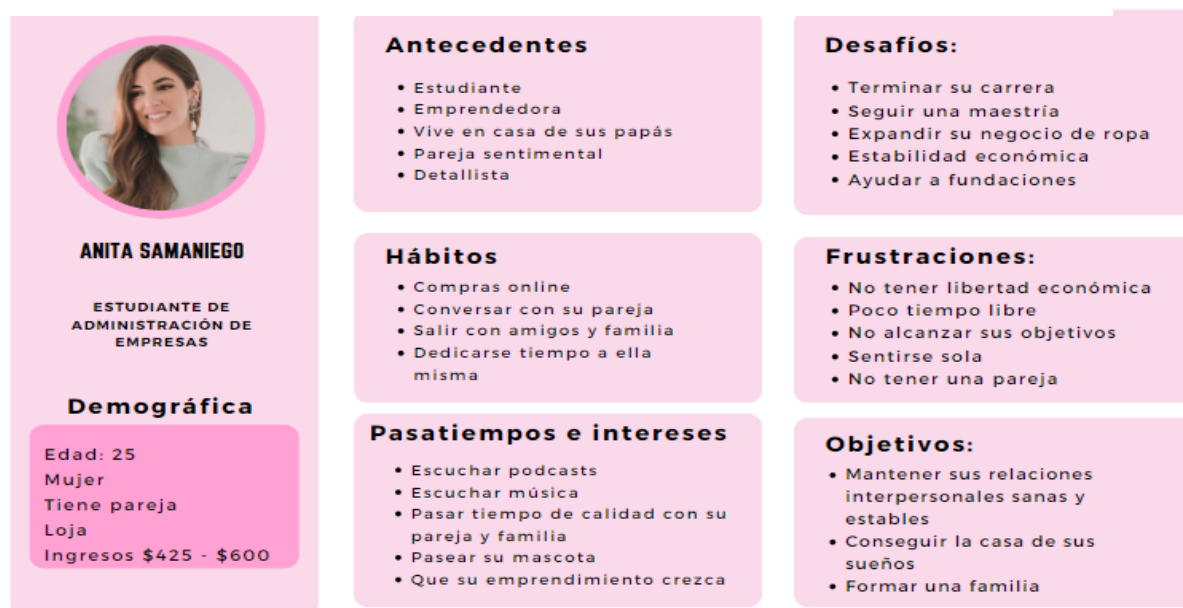 ANITA SAMANIEGO
ESTUDIANTE DE
ADMINISTRACIÓN DE
EMPRESAS
Demográfica
Edad: 25
Mujer
Tiene pareja
Loja
Ingresos $425 - $600
Antecedentes
• Estudiante
• Emprendedora
• Vive en casa de sus papás
• Pareja sentimental
• Detallista
Hábitos
• Compras online
• Conversar con su pareja
• Salir con amigos y familia
• Dedicarse tiempo a ella
misma
Pasatiempos e intereses
• Escuchar podcasts
• Escuchar música
• Pasar tiempo de calidad con su
pareja y familia
• Pasear su mascota
• Que su emprendimiento crezca
Desafíos:
• Terminar su carrera
• Seguir una maestría
• Expandir su negocio de ropa
• Estabilidad económica
• Ayudar a fundaciones
Frustraciones:
• No tener libertad económica
• Poco tiempo libre
• No alcanzar sus objetivos
• Sentirse sola
• No tener una pareja
Objetivos:
• Mantener sus relaciones
interpersonales sanas y
estables
• Conseguir la casa de sus
sueños
• Formar una familia